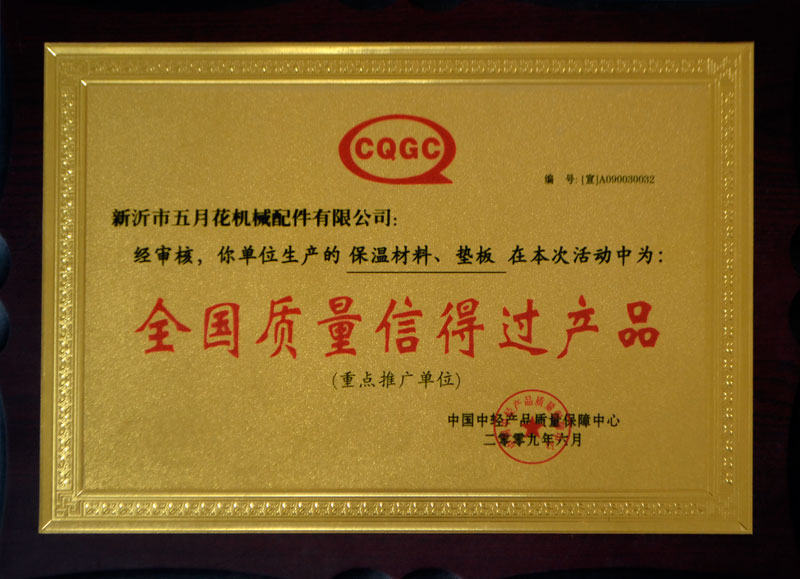 CQGC
编 号:[宣]A090030032
新沂市五月花机械配件有限公司:
经审核，你单位生产的 保温材料、垫板 在本次活动中为:
全国质量信得过产品
(重点推广单位)
中国中轻产品质量保障中心
二零零九年六月